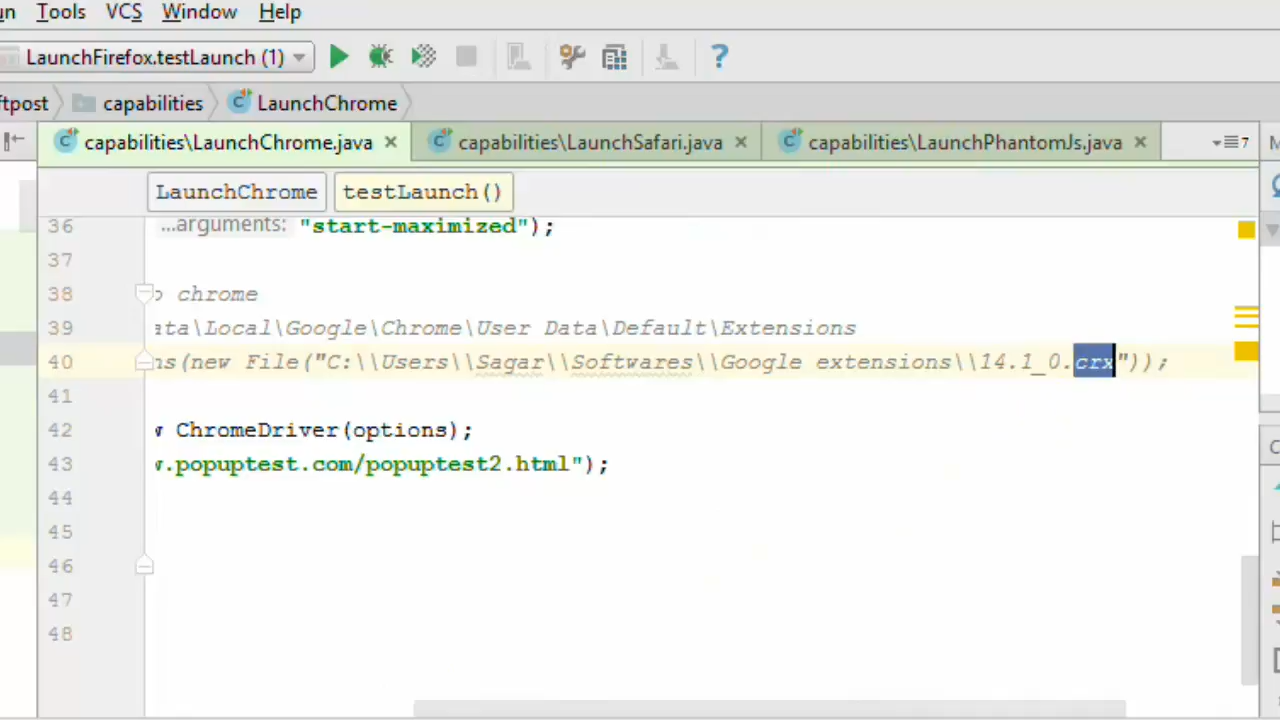 un Tools VCS Window Help
LaunchFirefox.testLaunch (1)
ftpost capabilities LaunchChrome
capabilities\LaunchChrome.java capabilities\LaunchSafari.java capabilities\LaunchPhantomJs.java 7
LaunchChrome testLaunch()
36 ...arguments: "start-maximized");
37
38 chrome
39 ata\Local\Google\Chrome\User Data\Default\Extensions
40 ns(new File("C:\\Users\\Sagar\\Softwares\\Google extensions\\14.1_0.crx"));
41
42 ChromeDriver(options);
43 .popuptest.com/popuptest2.html");
44
45
46
47
48